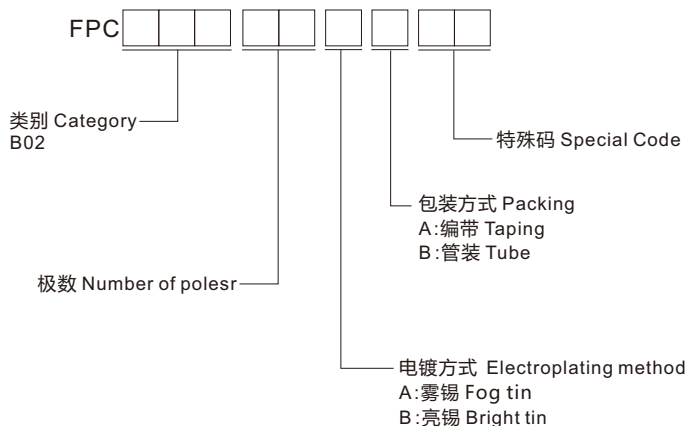 FPC
类别 Category
B02
特殊码 Special Code
包装方式 Packing
A:编带 Taping
B:管装 Tube
极数 Number of polesr
电镀方式 Electroplating method
A:雾锡 Fog tin
B:亮锡 Bright tin